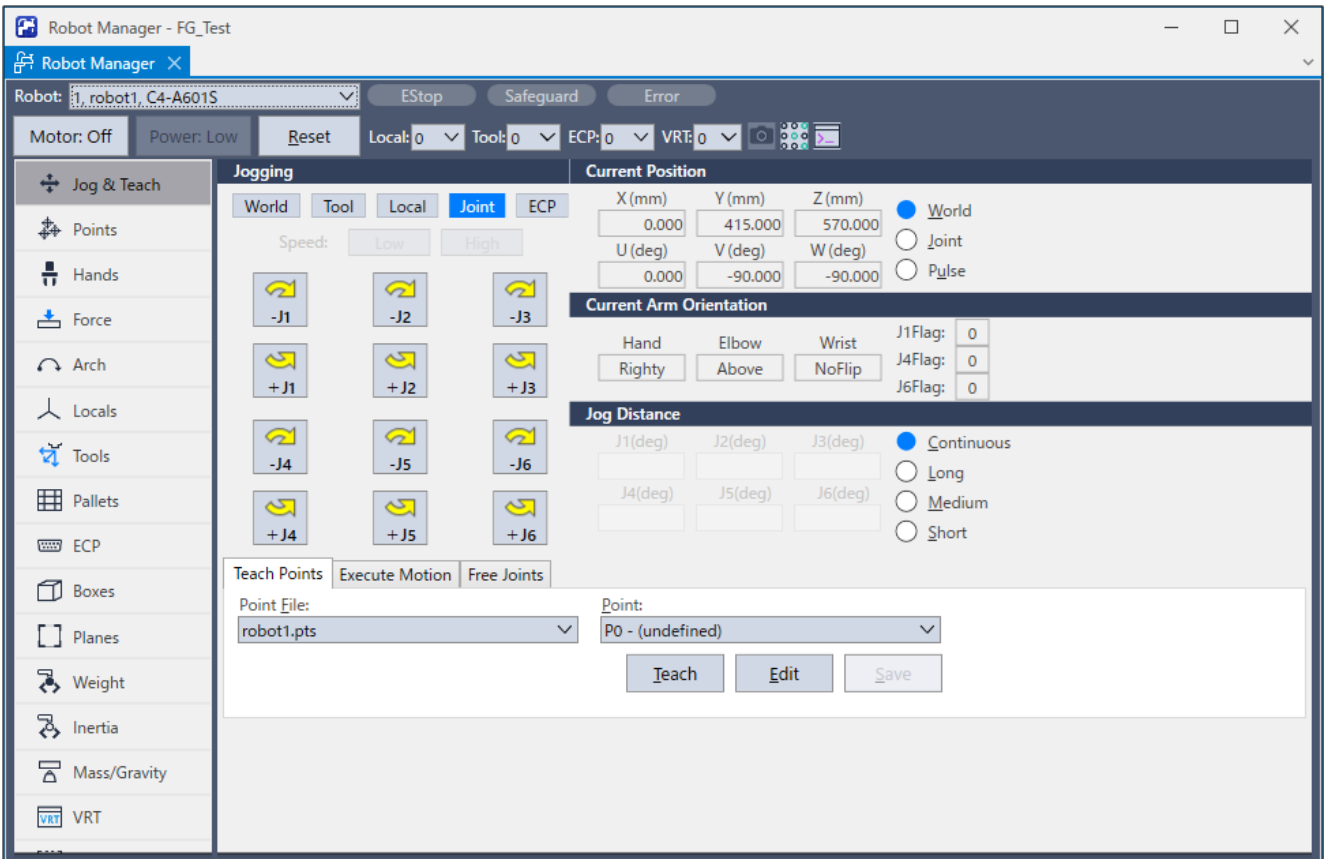 Robot Manager - FG_Test
Robot Manager
Robot: 1, robot1, C4-A601S EStop Safeguard Error
Motor: Off Power: Low Reset Local: 0 Tool: 0 ECP: 0 VRT: 0
Jog & Teach
Points
Hands
Force
Arch
Locals
Tools
Pallets
ECP
Boxes
Planes
Weight
Inertia
Mass/Gravity
VRT
Jogging
World Tool Local Joint ECP
Speed: Low High
-J1 -J2 -J3
+J1 +J2 +J3
-J4 -J5 -J6
+J4 +J5 +J6
Current Position
X (mm) Y (mm) Z (mm)
0.000 415.000 570.000
U (deg) V (deg) W (deg)
0.000 -90.000 -90.000
World
Joint
Pulse
Current Arm Orientation
Hand Elbow Wrist
Righty Above NoFlip
J1Flag: 0
J4Flag: 0
J6Flag: 0
Jog Distance
J1(deg) J2(deg) J3(deg)
J4(deg) J5(deg) J6(deg)
Continuous
Long
Medium
Short
Teach Points Execute Motion Free Joints
Point File: Point:
robot1.pts P0 - (undefined)
Teach Edit Save